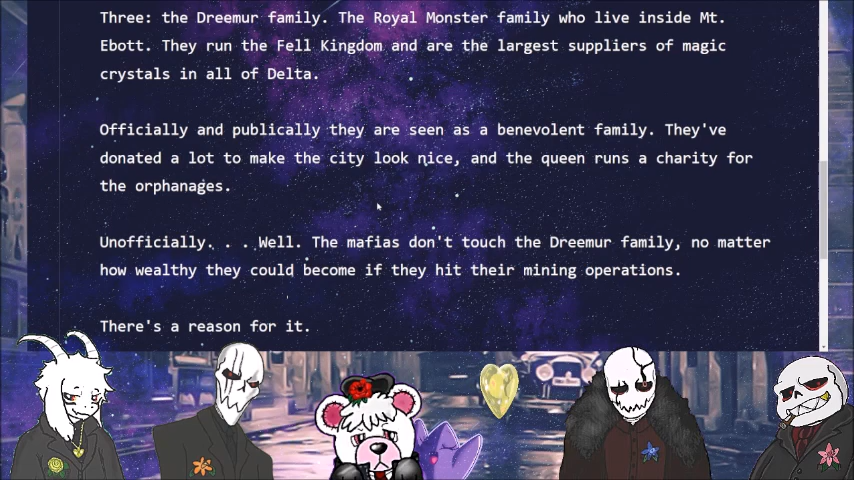 Three: the Dreemur family. The Royal Monster family who live inside Mt.
Ebott. They run the Fell Kingdom and are the largest suppliers of magic
crystals in all of Delta.
Officially and publically they are seen as a benevolent family. They've
donated a lot to make the city look nice, and the queen runs a charity for
the orphanages.
Unofficially. . . Well. The mafias don't touch the Dreemur family, no matter
how wealthy they could become if they hit their mining operations.
There's a reason for it.